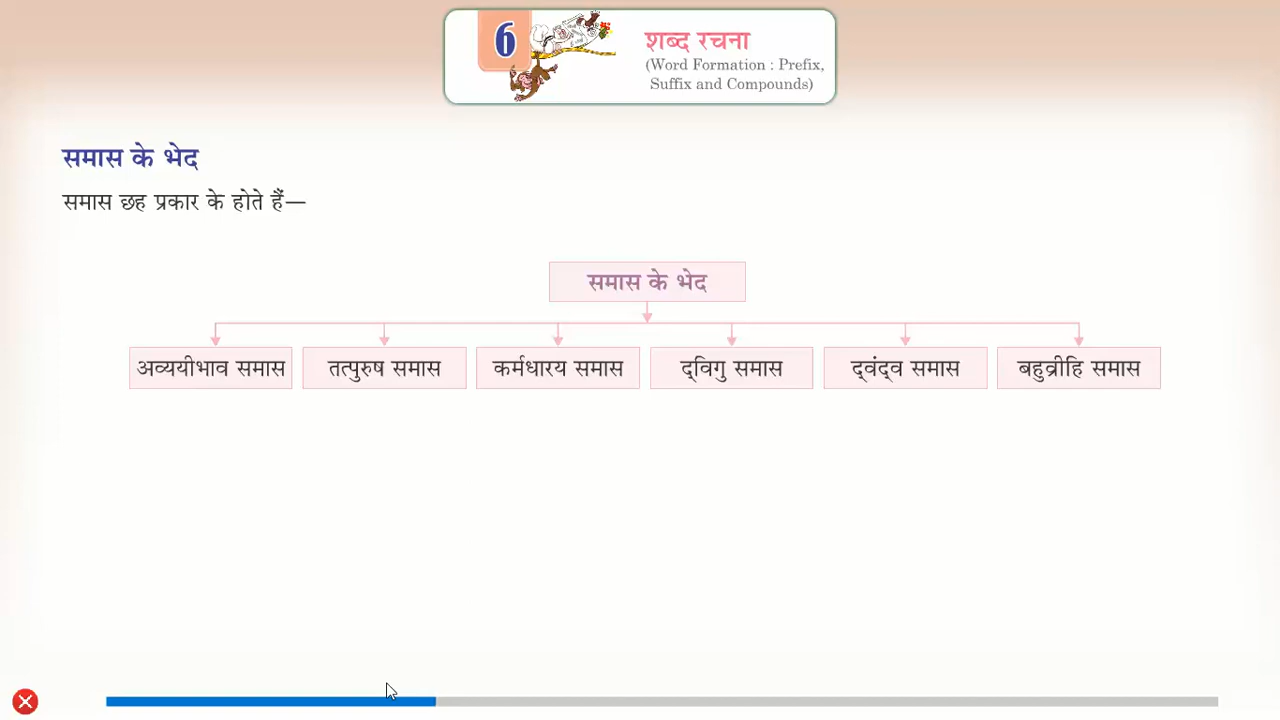 6
शब्द रचना
(Word Formation : Prefix,
Suffix and Compounds)
समास के भेद
समास छह प्रकार के होते हैं—
समास के भेद
अव्ययीभाव समास
तत्पुरुष समास
कर्मधारय समास
द्‌विगु समास
द्‌वंद्‌व समास
बहुव्रीहि समास